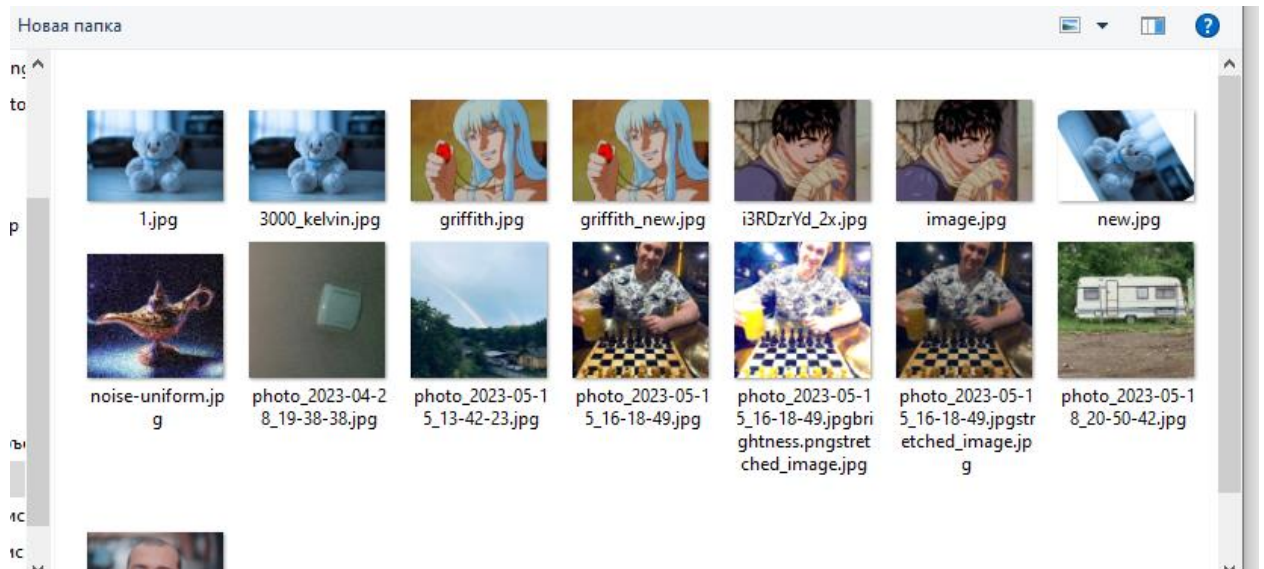 Новая папка
?
to
1.jpg
3000_kelvin.jpg
griffith.jpg
griffith_new.jpg
i3RDzrYd_2x.jpg
image.jpg
new.jpg
noise-uniform.jp
g
photo_2023-04-2
8_19-38-38.jpg
photo_2023-05-1
5_13-42-23.jpg
photo_2023-05-1
5_16-18-49.jpg
photo_2023-05-1
5_16-18-49.jpgbri
ghtness.pngstret
ched_image.jpg
photo_2023-05-1
5_16-18-49.jpgstr
etched_image.jp
g
photo_2023-05-1
8_20-50-42.jpg